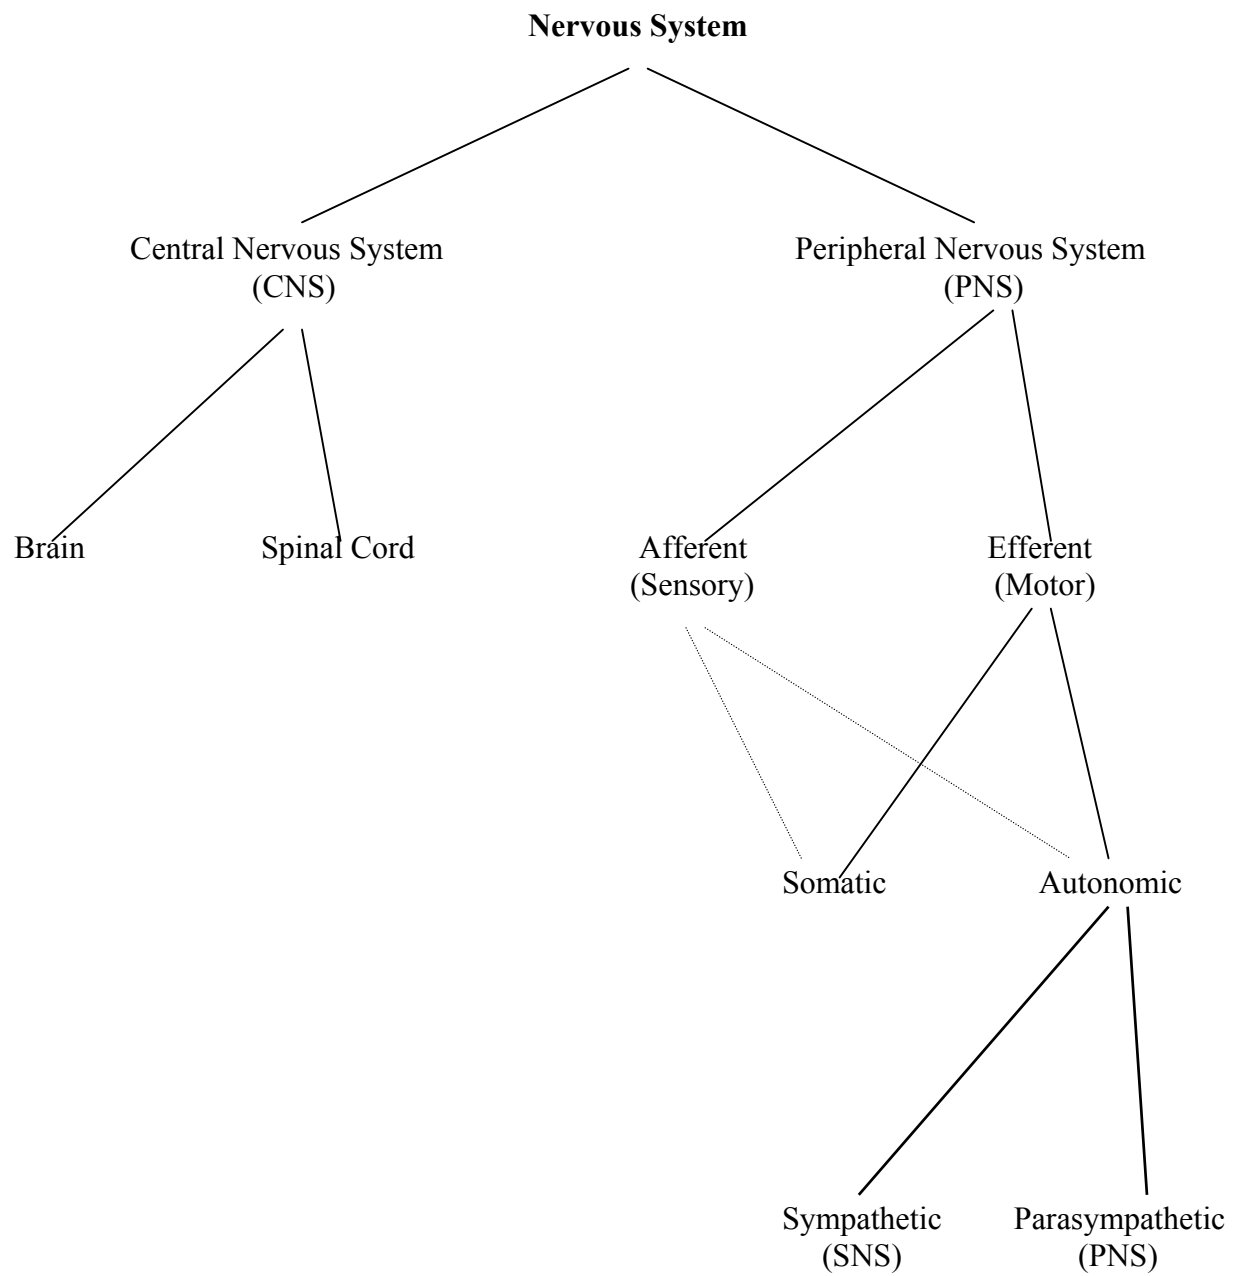 Nervous System
Central Nervous System
(CNS)
Peripheral Nervous System
(PNS)
Brain
Spinal Cord
Afferent
(Sensory)
Efferent
(Motor)
Somatic
Autonomic
Sympathetic
(SNS)
Parasympathetic
(PNS)